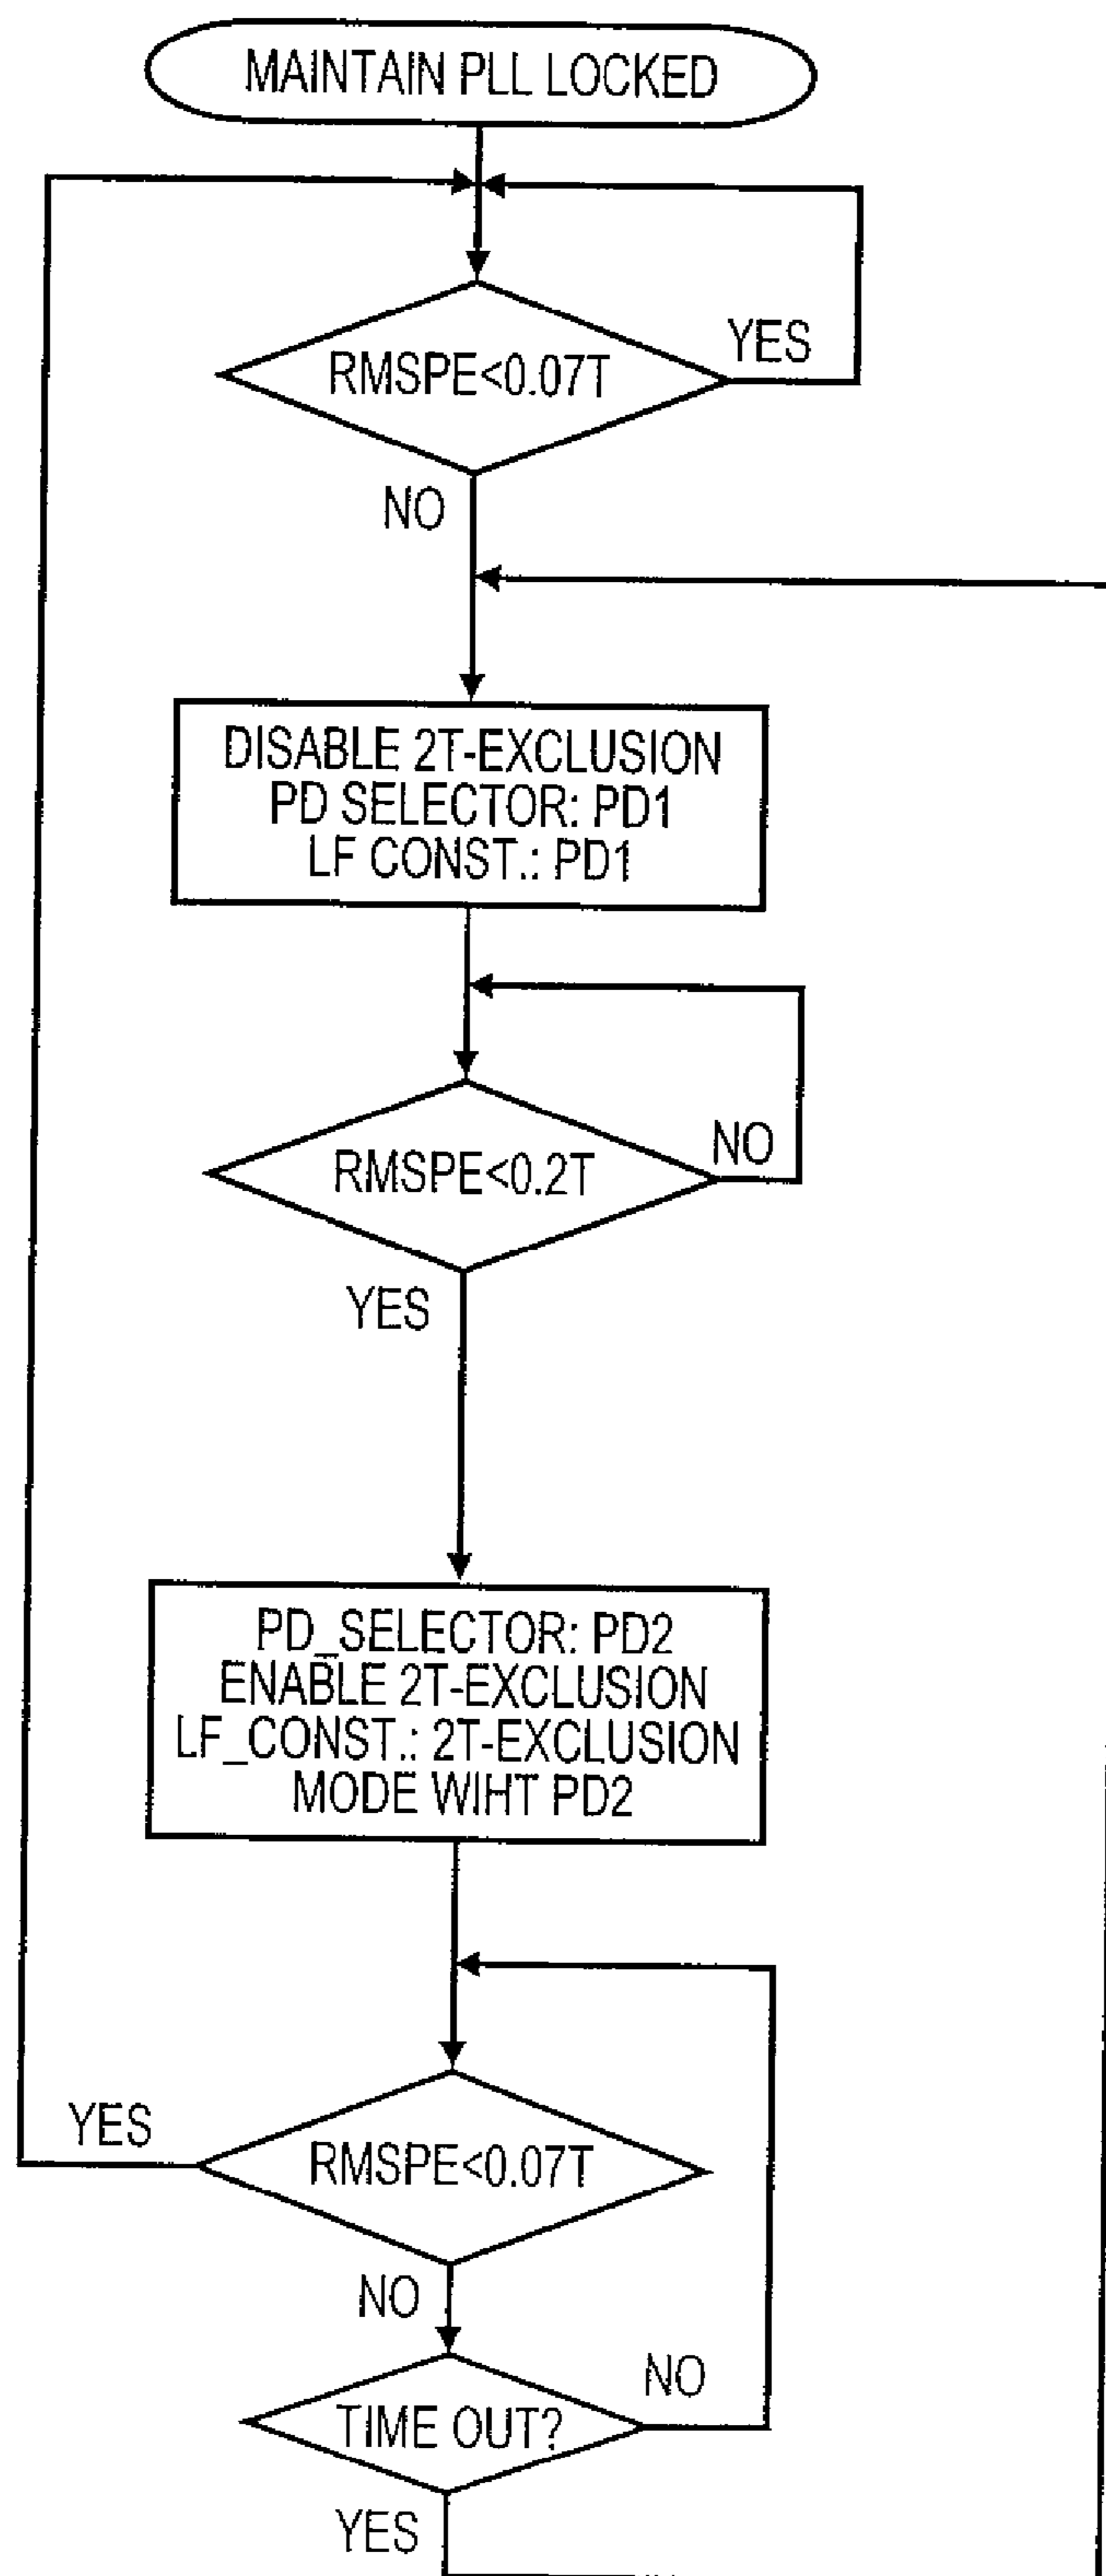 MAINTAIN PLL LOCKED
RMSPE<0.07T
YES
NO
DISABLE 2T-EXCLUSION
PD SELECTOR: PD1
LF CONST.: PD1
RMSPE<0.2T
NO
YES
PD_SELECTOR: PD2
ENABLE 2T-EXCLUSION
LF_CONST.: 2T-EXCLUSION
MODE WIHT PD2
YES
RMSPE<0.07T
NO
TIME OUT?
NO
YES